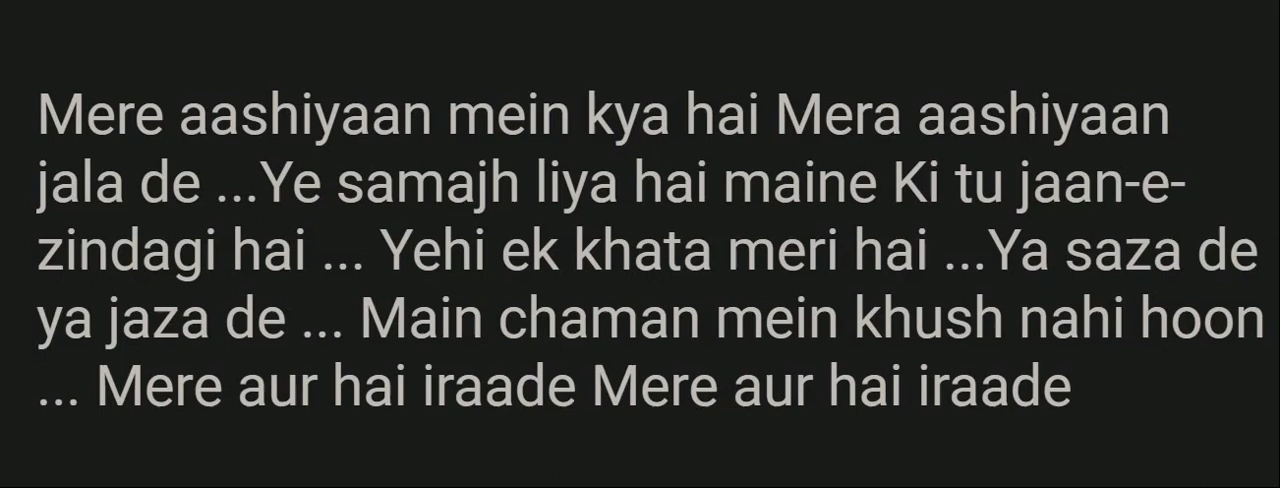 Mere aashiyaan mein kya hai Mera aashiyaan
jala de ...Ye samajh liya hai maine Ki tu jaan-e-
zindagi hai ... Yehi ek khata meri hai ...Ya saza de
ya jaza de ... Main chaman mein khush nahi hoon
... Mere aur hai iraade Mere aur hai iraade